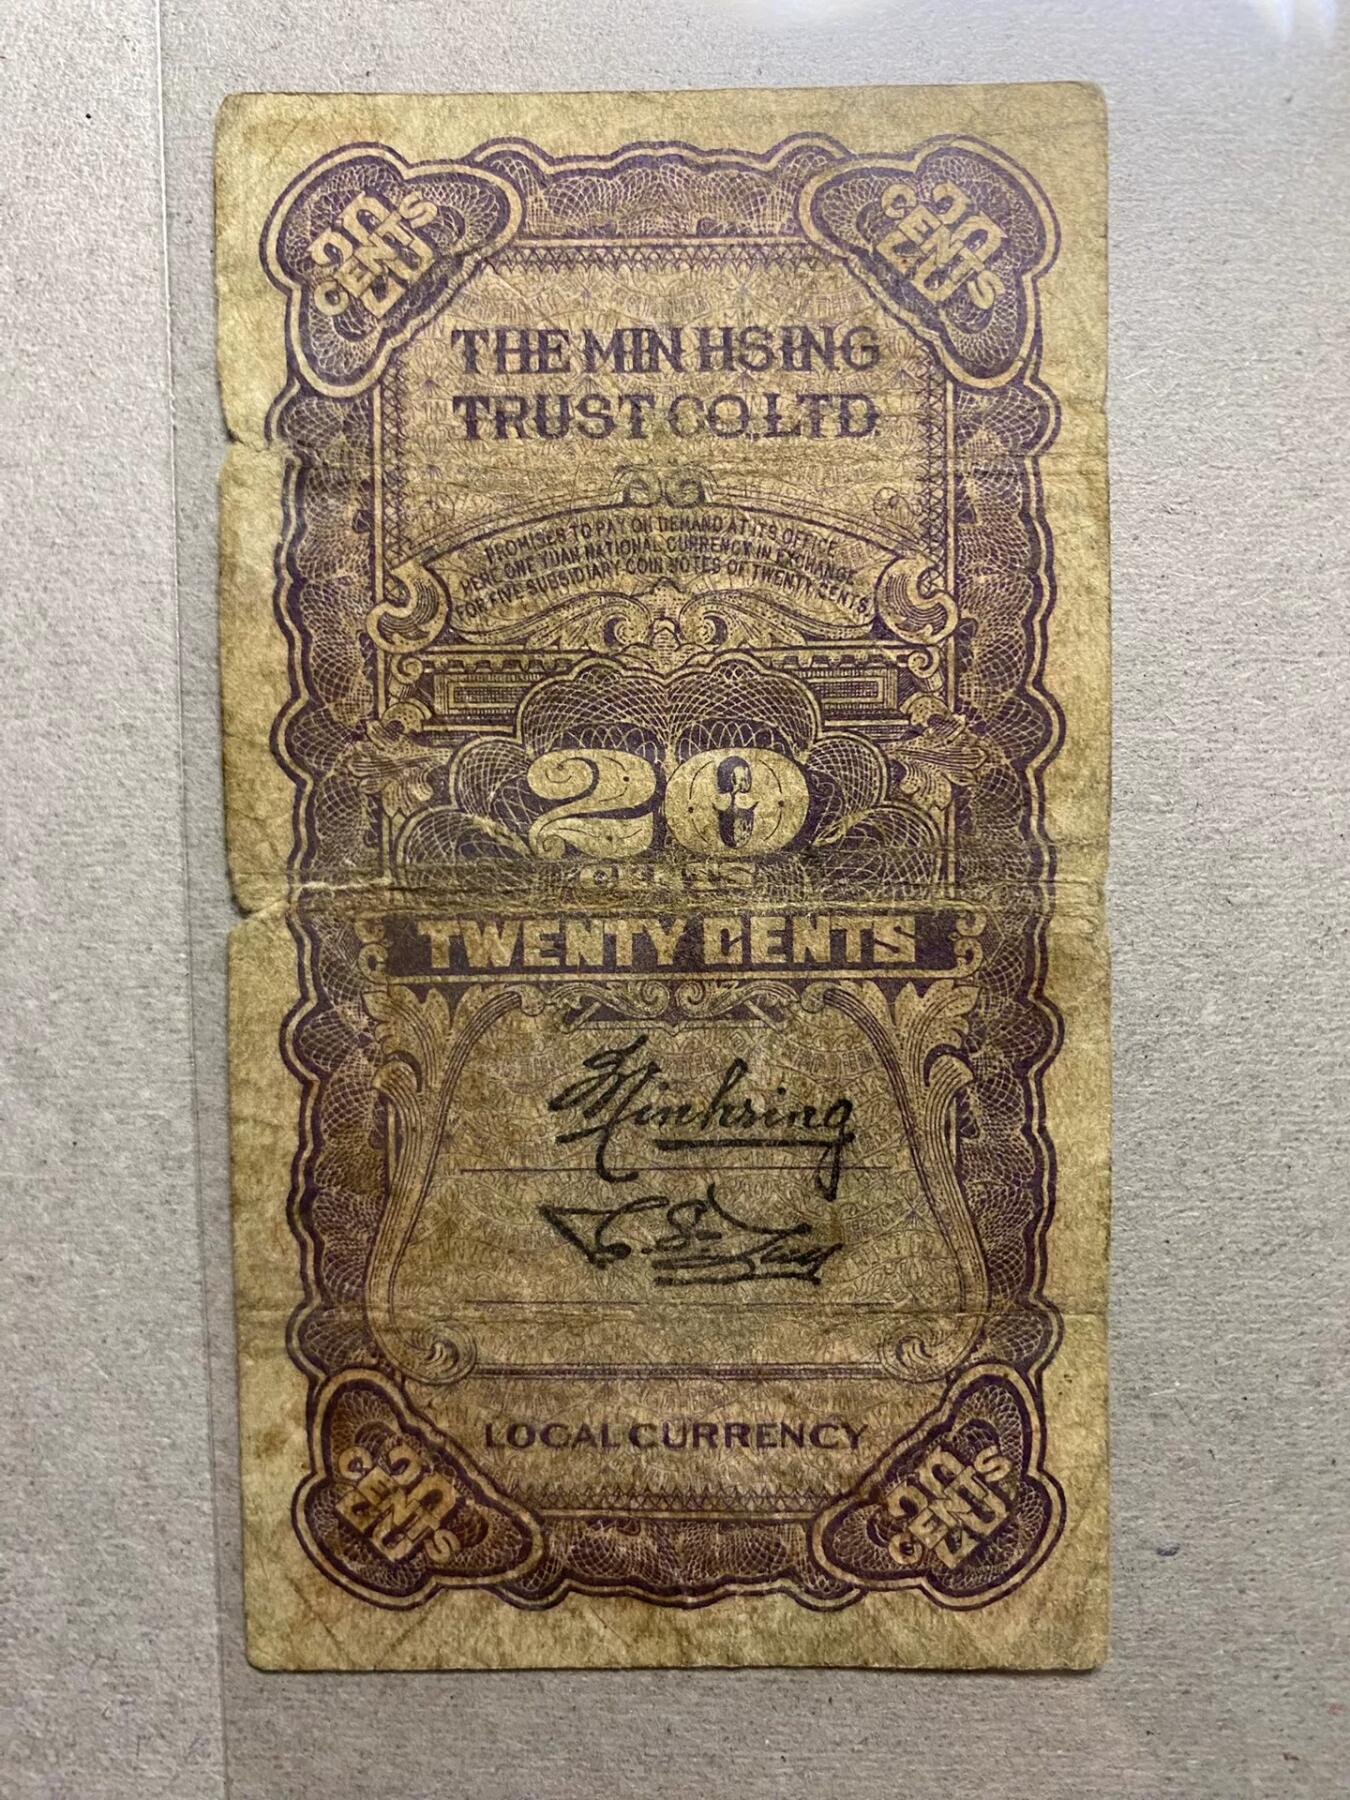 20 CENTS
20 CENTS
THE MIN HSING
TRUST CO. LTD.
PROMISES TO PAY ON DEMAND AT ITS OFFICE
HERE ONE YUAN NATIONAL CURRENCY IN EXCHANGE
FOR FIVE SUBSIDIARY COIN NOTES OF TWENTY CENTS.
20
CENTS
TWENTY CENTS
Minhsing
LOCAL CURRENCY
20 CENTS
20 CENTS